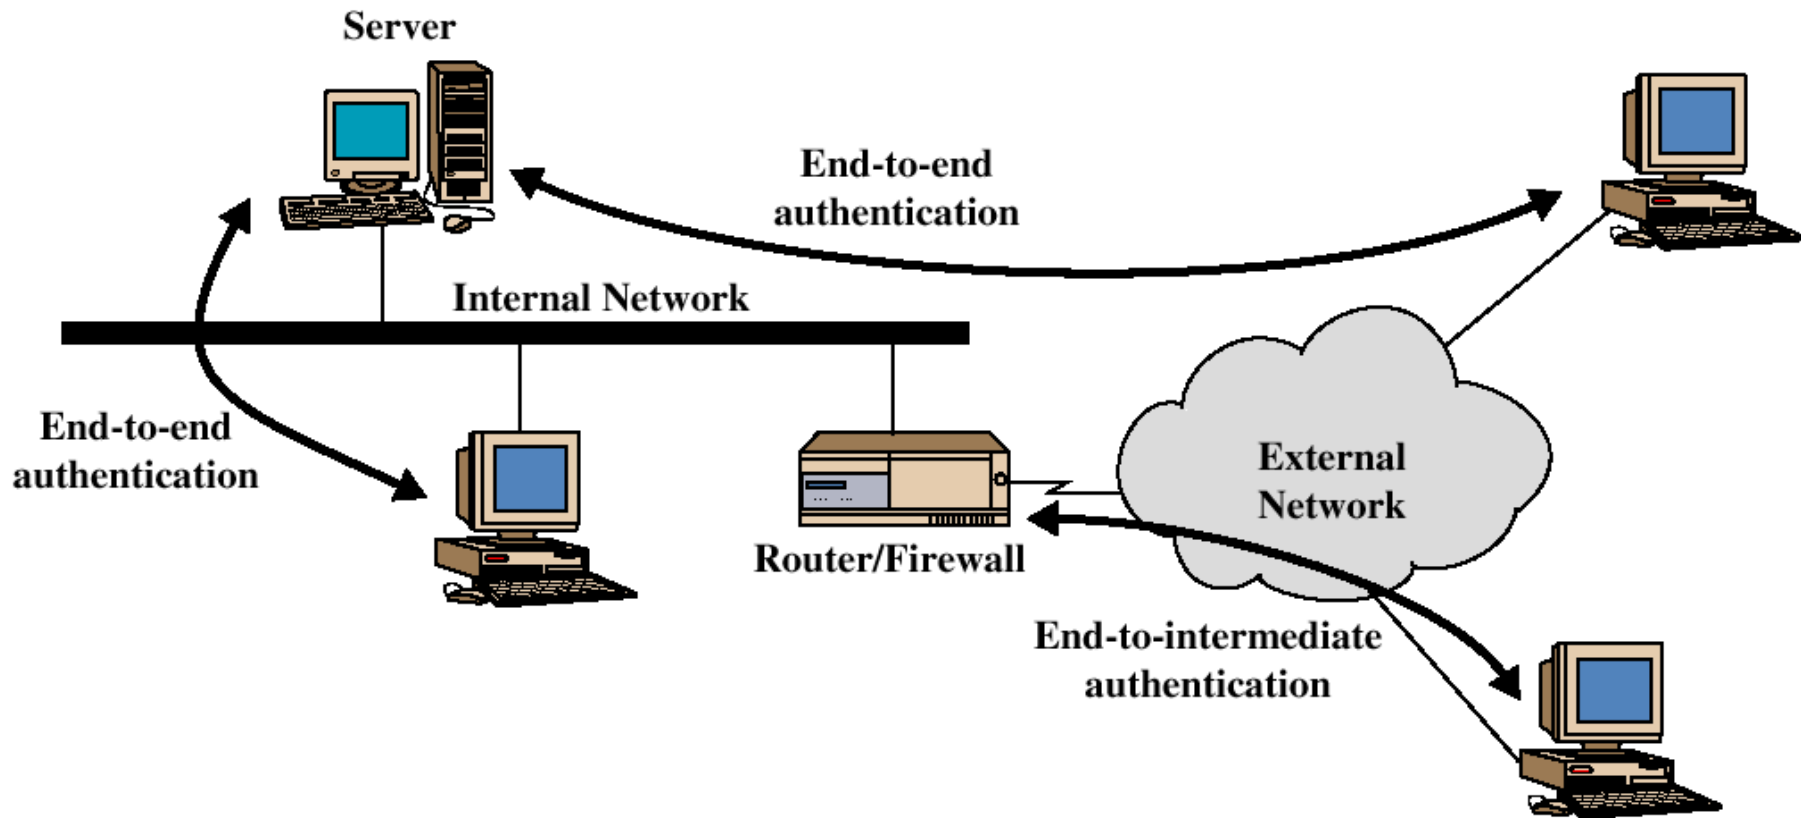 Server
End-to-end
authentication
Internal Network
End-to-end
authentication
External
Network
Router/Firewall
End-to-intermediate
authentication